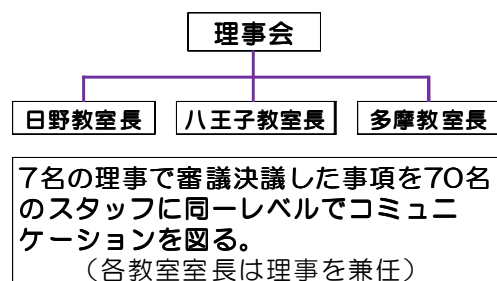 理事会
日野教室長 八王子教室長 多摩教室長
7名の理事で審議決議した事項を70名
のスタッフに同一レベルでコミュニ
ケーションを図る。
（各教室室長は理事を兼任）